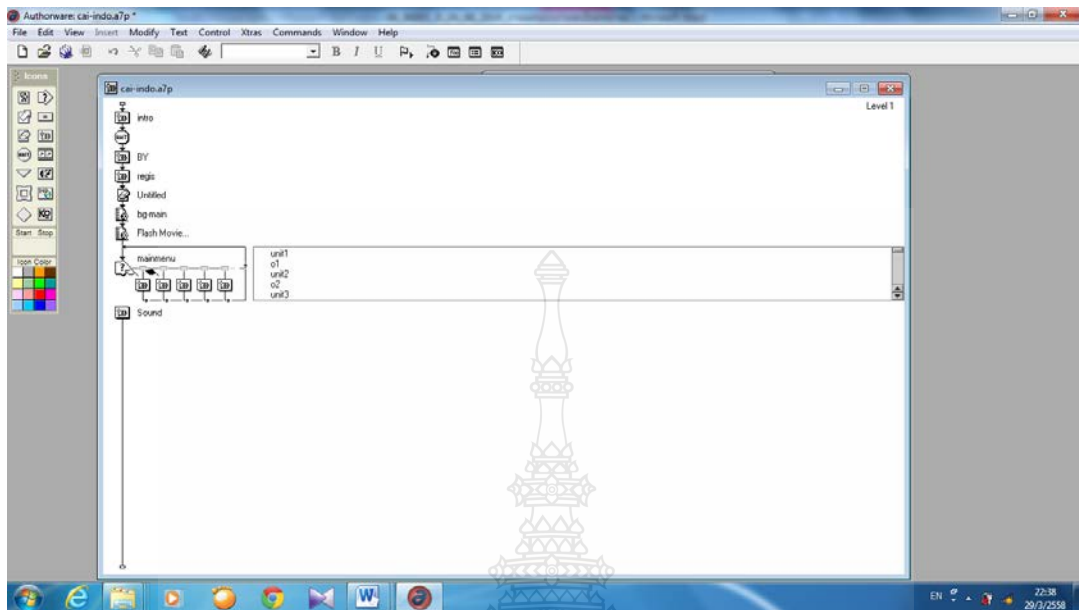 Authorware: cai-indo.a7p *
File Edit View Insert Modify Text Control Xtras Commands Window Help
B I U
Icons
cai-indo.a7p
Level 1
intro
WAIT
BY
regis
Untitled
bg-main
Flash Movie...
mainmenu
unit1
o1
unit2
o2
unit3
Sound
Start Stop
Icon Color
EN
22:38
29/3/2558